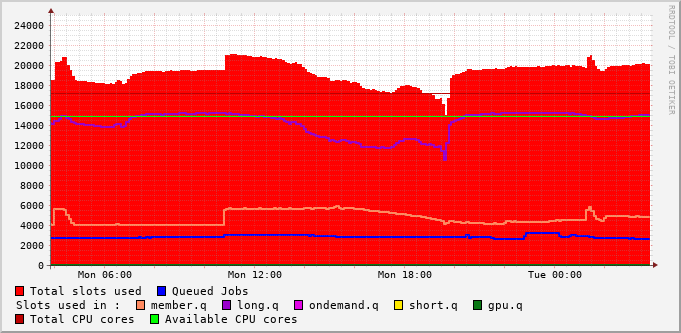 24000
22000
20000
18000
16000
14000
12000
10000
8000
6000
4000
2000
0
Mon 06:00 Mon 12:00 Mon 18:00 Tue 00:00
RRDTOOL / TOBI OETIKER
Total slots used Queued Jobs
Slots used in : member.q long.q ondemand.q short.q gpu.q
Total CPU cores Available CPU cores